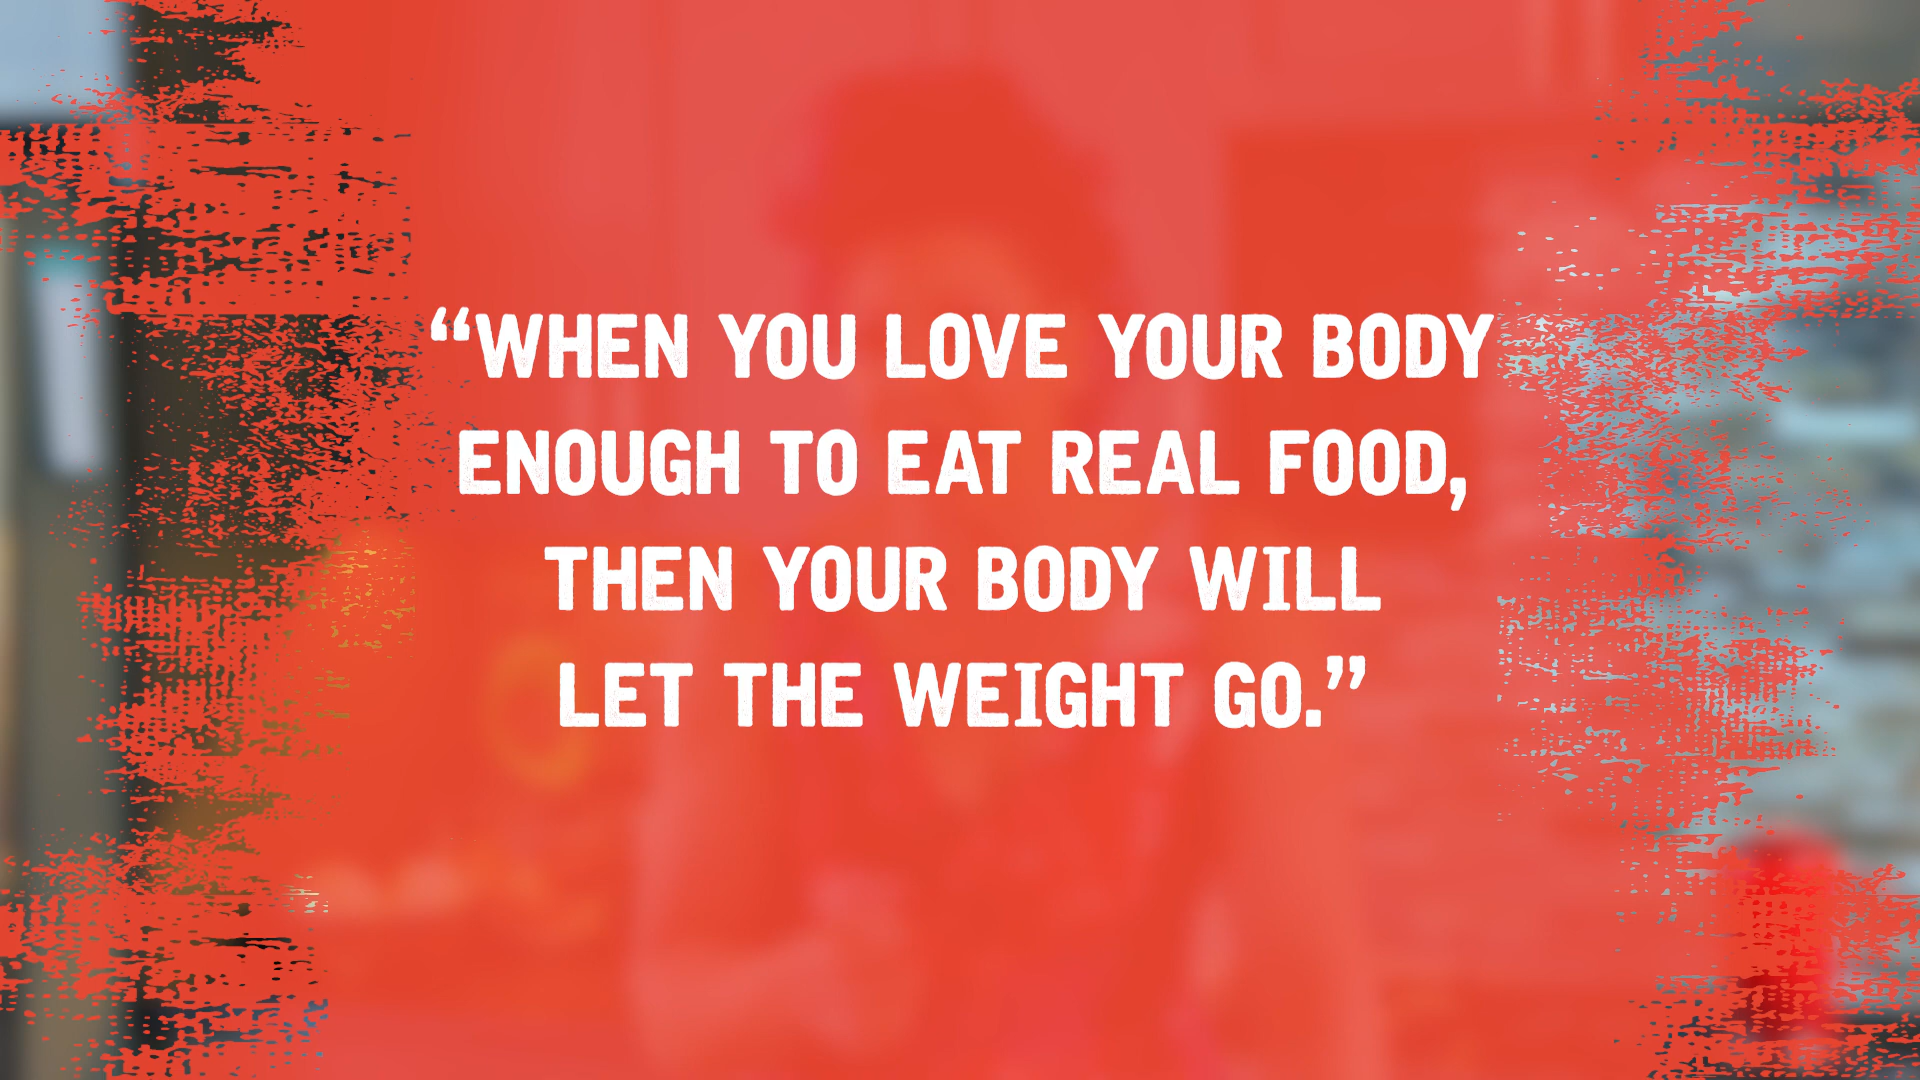 “WHEN YOU LOVE YOUR BODY
ENOUGH TO EAT REAL FOOD,
THEN YOUR BODY WILL
LET THE WEIGHT GO.”